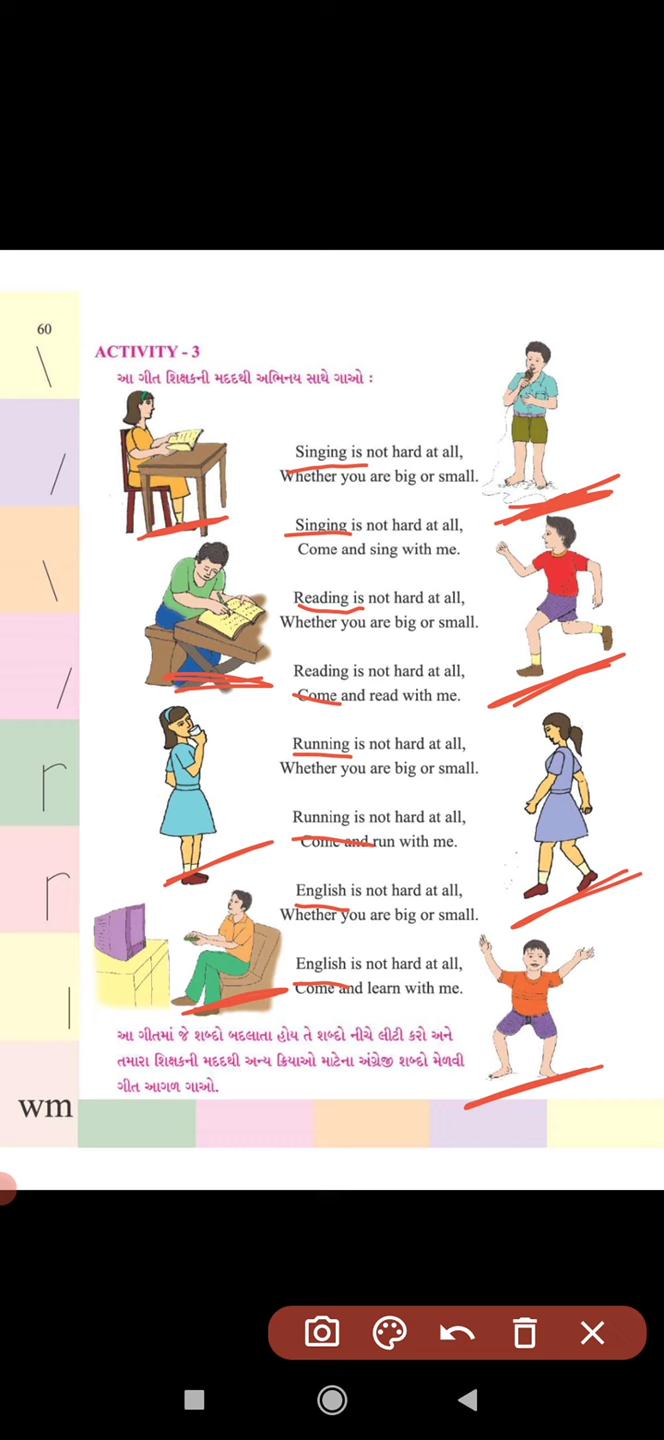 60
ACTIVITY - 3
આ ગીત શિક્ષકની મદદથી અભિનય સાથે ગાઓ :
Singing is not hard at all,
Whether you are big or small.
Singing is not hard at all,
Come and sing with me.
Reading is not hard at all,
Whether you are big or small.
Reading is not hard at all,
Come and read with me.
Running is not hard at all,
Whether you are big or small.
Running is not hard at all,
Come and run with me.
English is not hard at all,
Whether you are big or small.
English is not hard at all,
Come and learn with me.
આ ગીતમાં જે શબ્દો બદલાતા હોય તે શબ્દો નીચે લીટી કરો અને
તમારા શિક્ષકની મદદથી અન્ય ક્રિયાઓ માટેના અંગ્રેજી શબ્દો મેળવી
ગીત આગળ ગાઓ.
\
/
\
/
r
r
|
wm